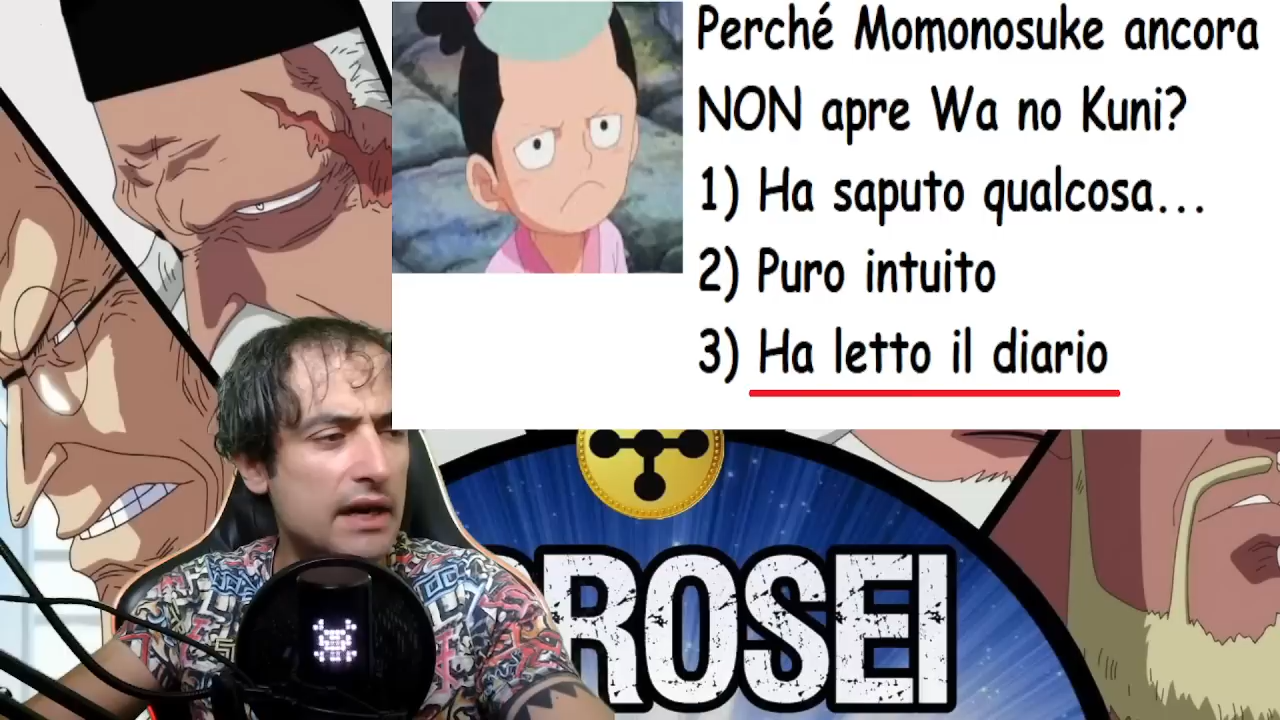 Perché Momonosuke ancora
NON apre Wa no Kuni?
1) Ha saputo qualcosa...
2) Puro intuito
3) Ha letto il diario
ROSEI